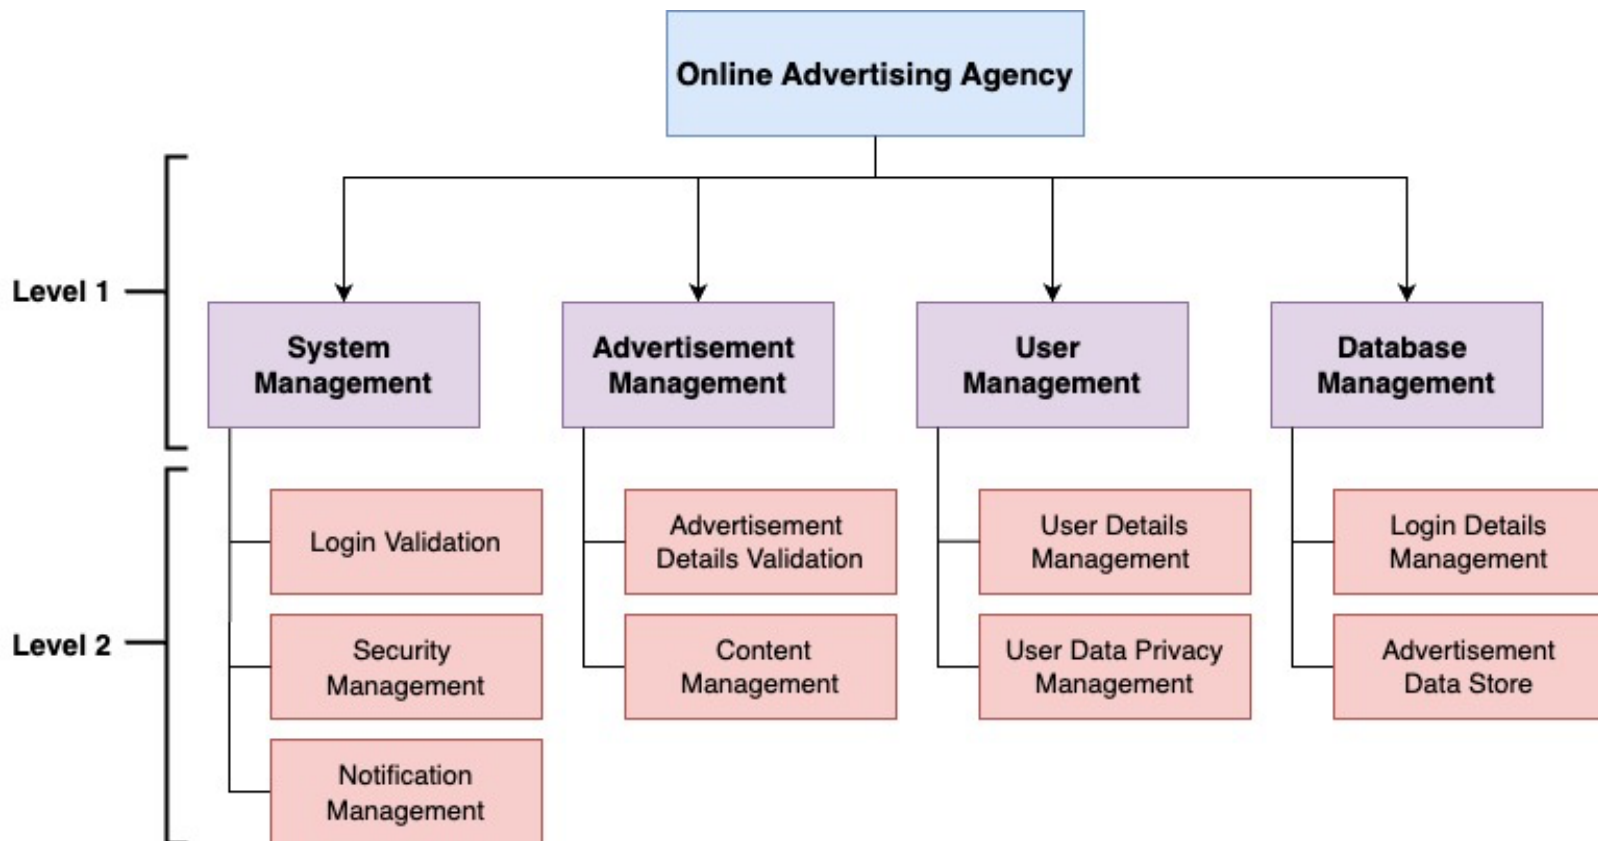 Online Advertising Agency
Level 1
System
Management
Advertisement
Management
User
Management
Database
Management
Level 2
Login Validation
Security
Management
Notification
Management
Advertisement
Details Validation
Content
Management
User Details
Management
User Data Privacy
Management
Login Details
Management
Advertisement
Data Store